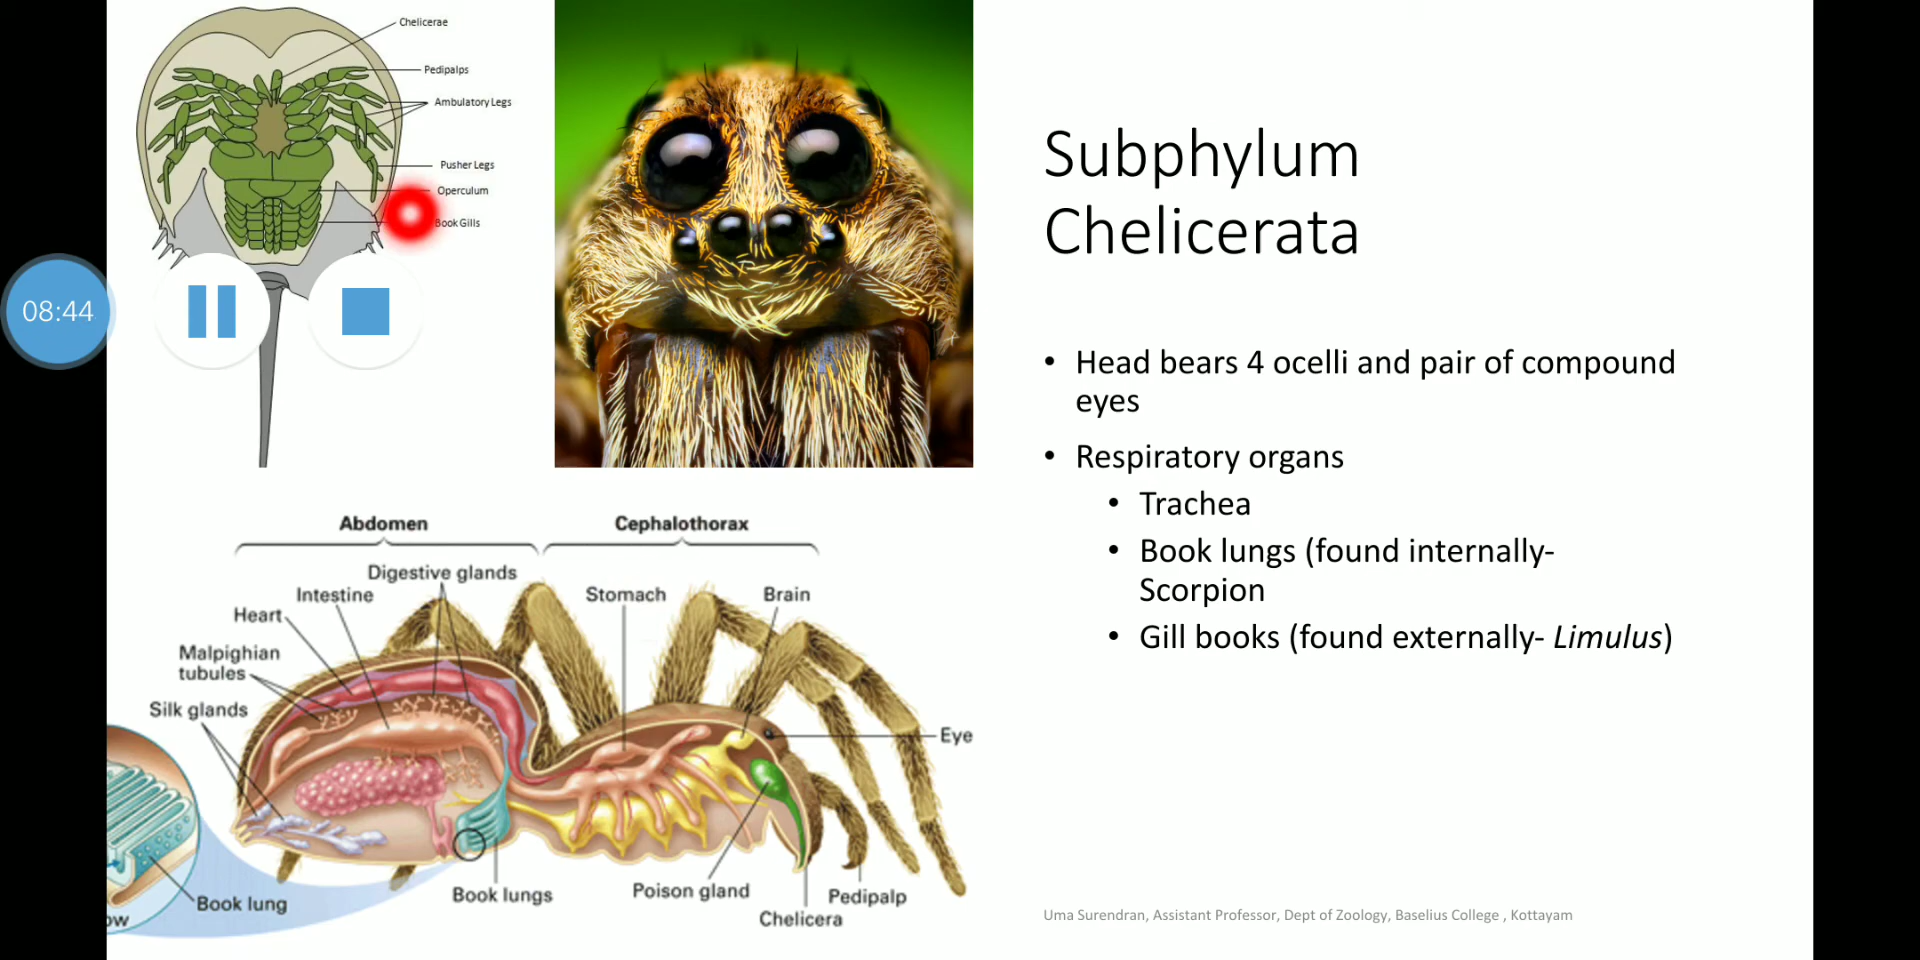 Chelicerae
Pedipalps
Ambulatory Legs
Pusher Legs
Operculum
Book Gills
08:44
Subphylum
Chelicerata
• Head bears 4 ocelli and pair of compound
eyes
• Respiratory organs
• Trachea
• Book lungs (found internally-
Scorpion
• Gill books (found externally- Limulus)
Abdomen
Cephalothorax
Digestive glands
Intestine
Stomach
Brain
Heart
Malpighian
tubules
Silk glands
Eye
Book lung
Book lungs
Poison gland
Pedipalp
Chelicera
ow
Uma Surendran, Assistant Professor, Dept of Zoology, Baselius College , Kottayam